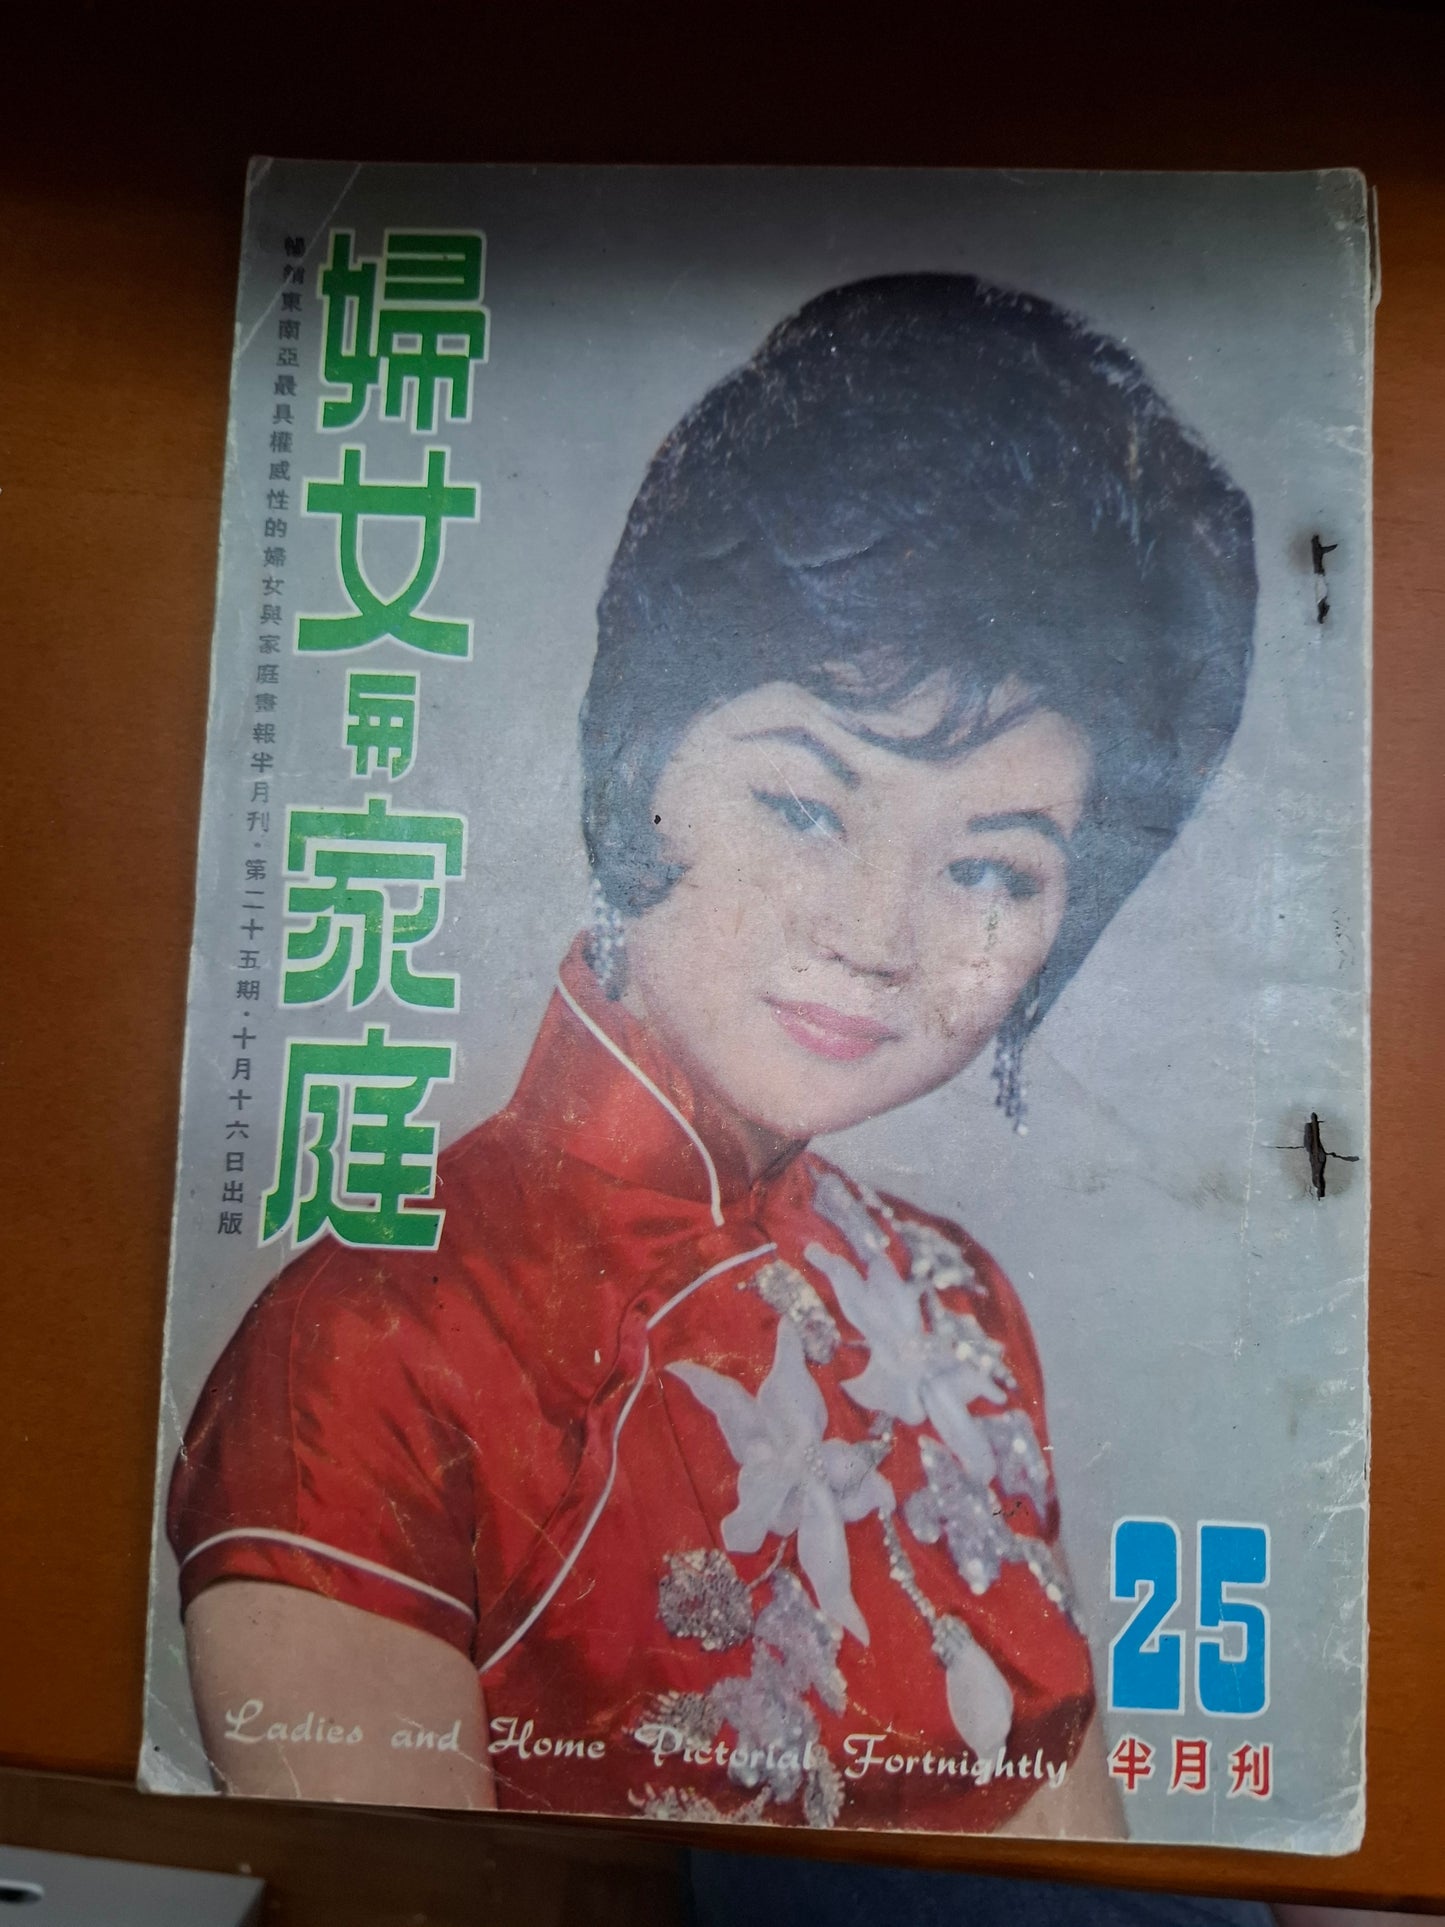 婦女與家庭
暢銷東南亞最具權威性的婦女與家庭畫報半月刊・第二十五期・十月十六日出版
25
半月刊
Ladies and Home Pictorial Fortnightly